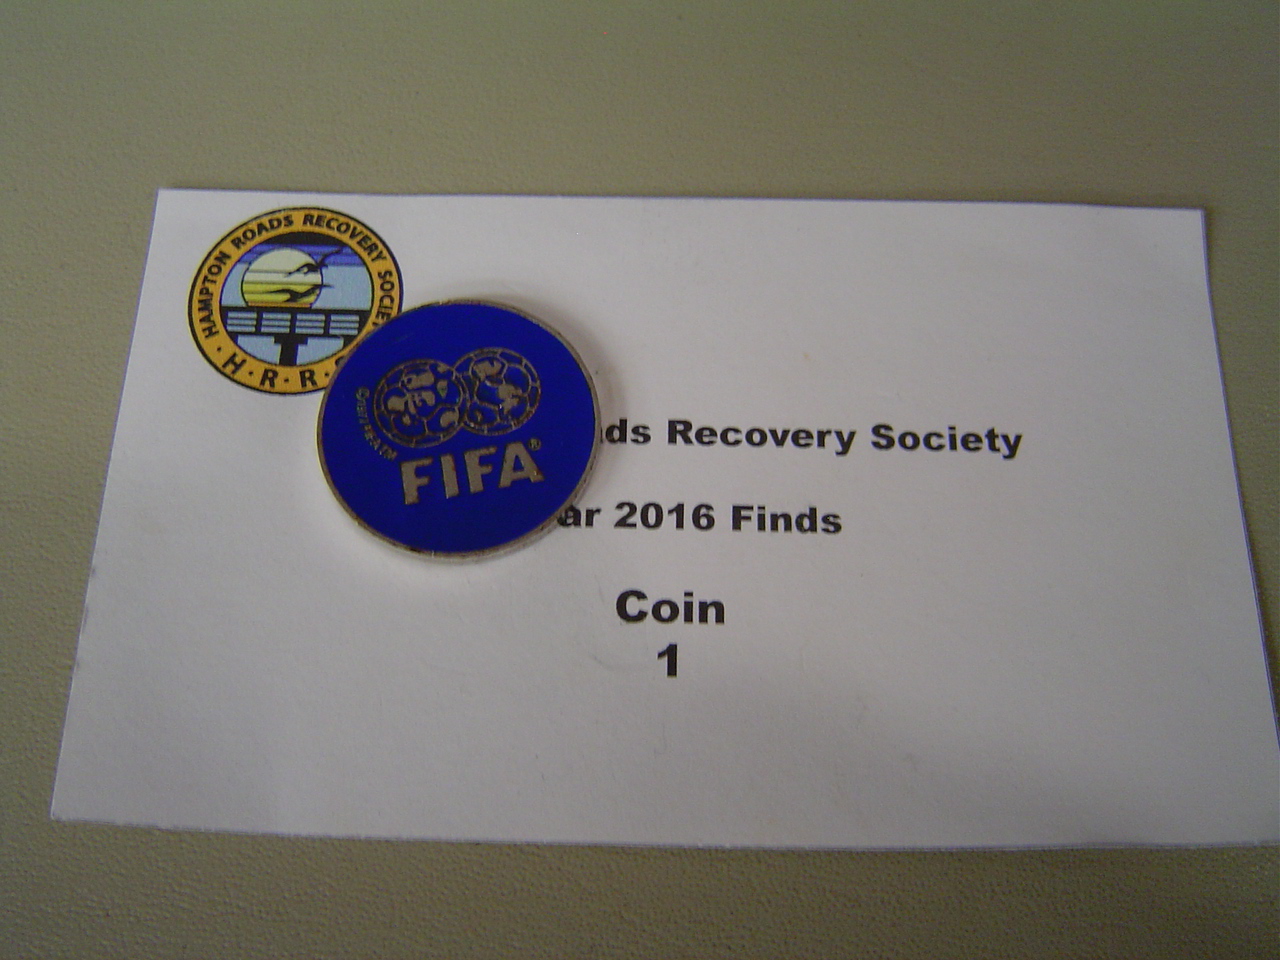 HAMPTON ROADS RECOVERY SOCIE
H · R · R ·
FIFA®
ds Recovery Society
ar 2016 Finds
Coin
1